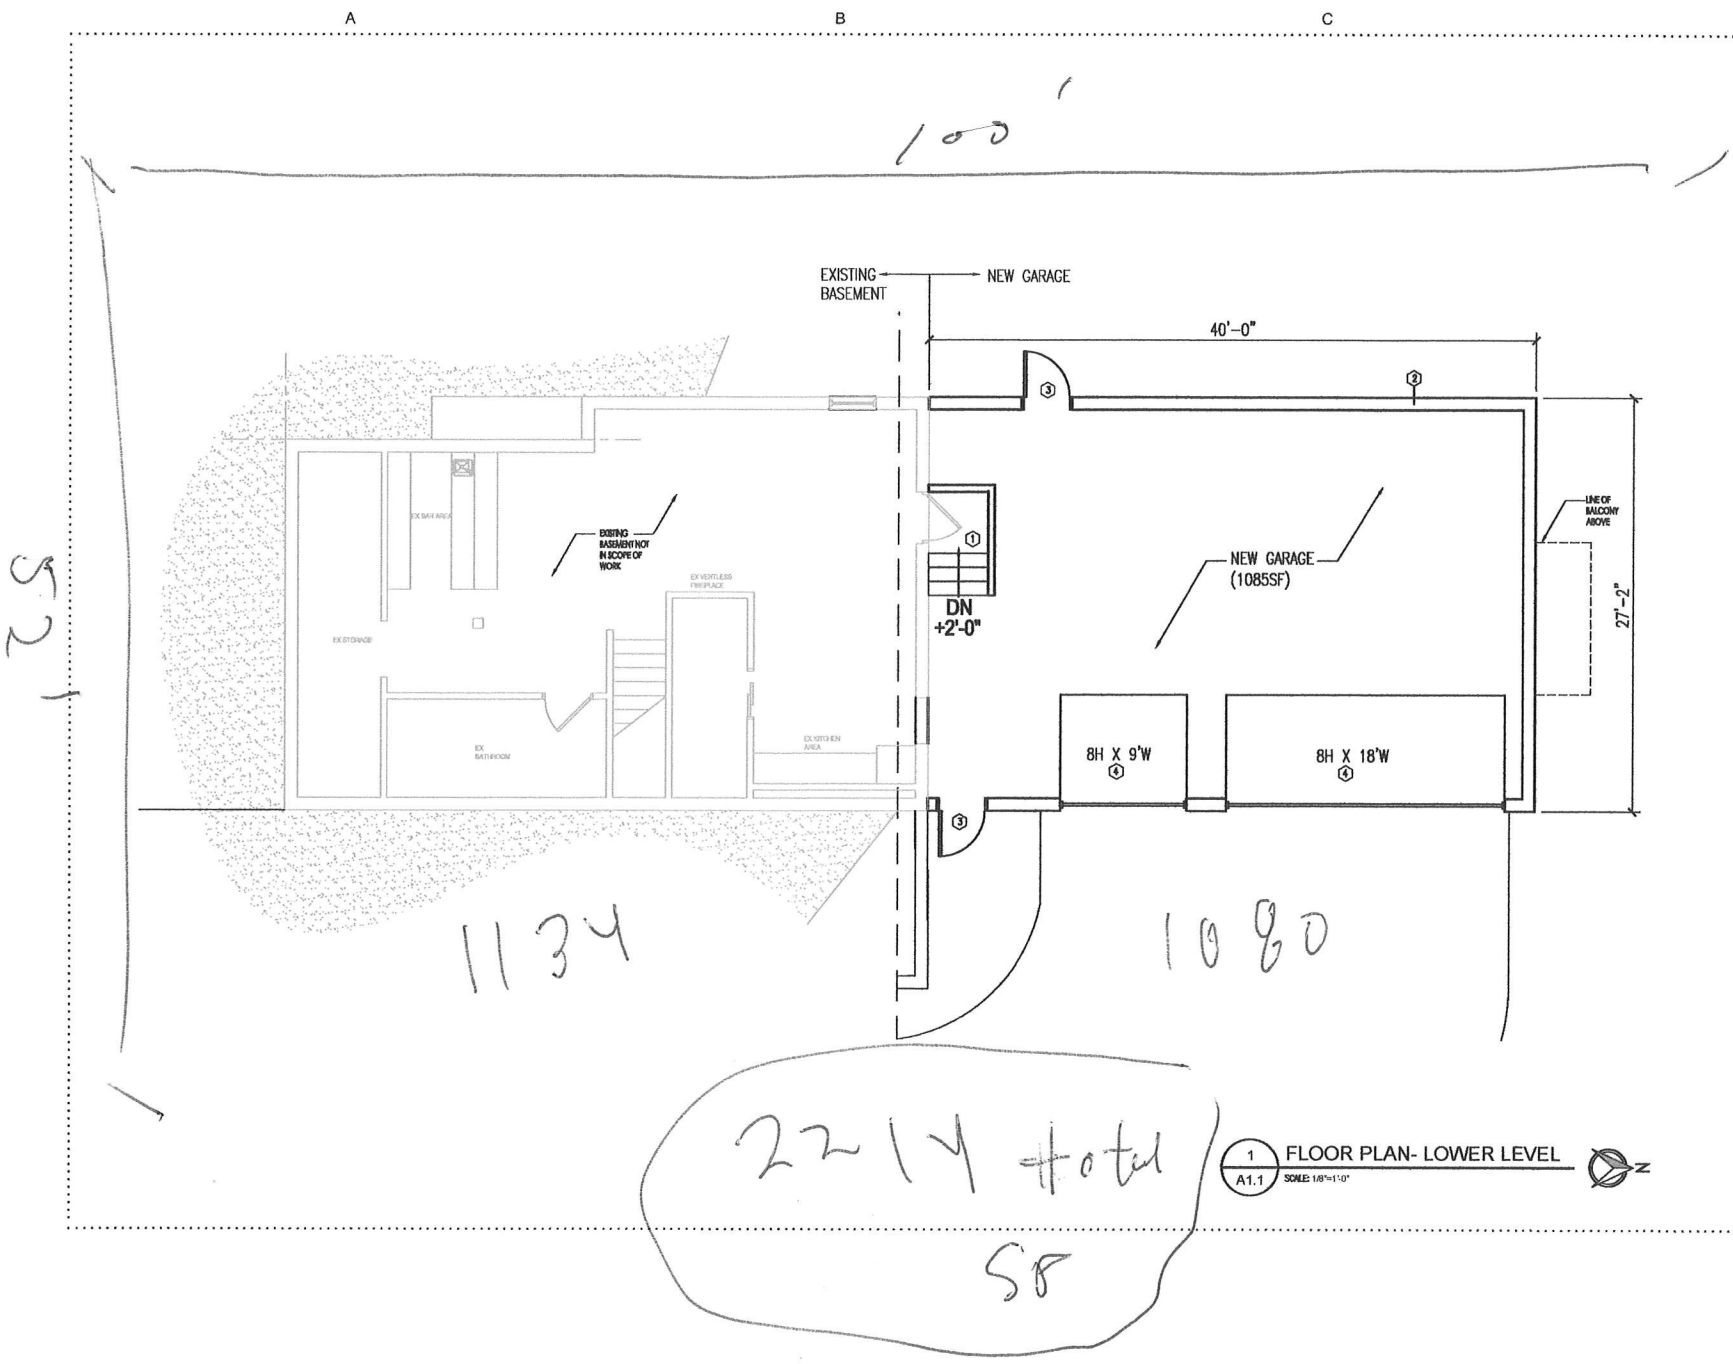 A B C
100'
EXISTING
BASEMENT
NEW GARAGE
40'-0"
3
2
EX BAR AREA
EXISTING
BASEMENT NOT
IN SCOPE OF
WORK
1
LINE OF
BALCONY
ABOVE
NEW GARAGE
(1085SF)
EX VENTLESS
FIREPLACE
27'-2"
52'
DN
+2'-0"
EX STORAGE
EX
BATHROOM
EX KITCHEN
AREA
8H X 9'W
4
8H X 18'W
4
3
1134
1080
2214 total
SF
1
A1.1
FLOOR PLAN- LOWER LEVEL
SCALE: 1/8"=1'-0"
N